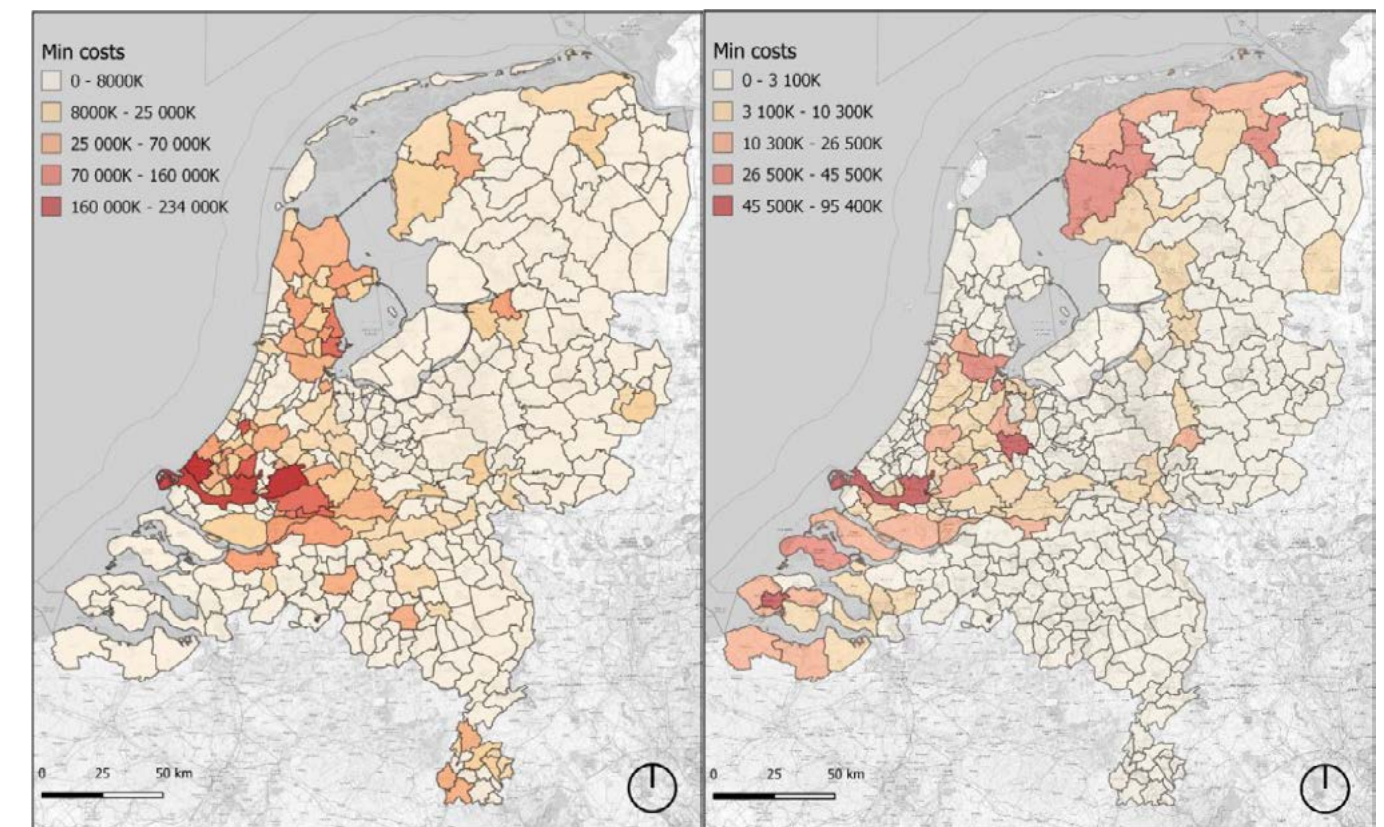 Min costs
0 - 8000K
8000K - 25 000K
25 000K - 70 000K
70 000K - 160 000K
160 000K - 234 000K
0 25 50 km
Min costs
0 - 3 100K
3 100K - 10 300K
10 300K - 26 500K
26 500K - 45 500K
45 500K - 95 400K
0 25 50 km